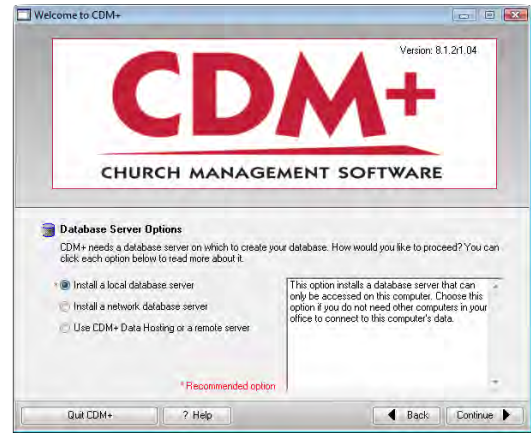 Welcome to CDM+
Version: 8.1.2r1.04
CDM+
CHURCH MANAGEMENT SOFTWARE
Database Server Options
CDM+ needs a database server on which to create your database. How would you like to proceed? You can
click each option below to read more about it.
* Install a local database server
Install a network database server
Use CDM+ Data Hosting or a remote server
* Recommended option
This option installs a database server that can
only be accessed on this computer. Choose this
option if you do not need other computers in your
office to connect to this computer's data.
Quit CDM+
? Help
Back
Continue